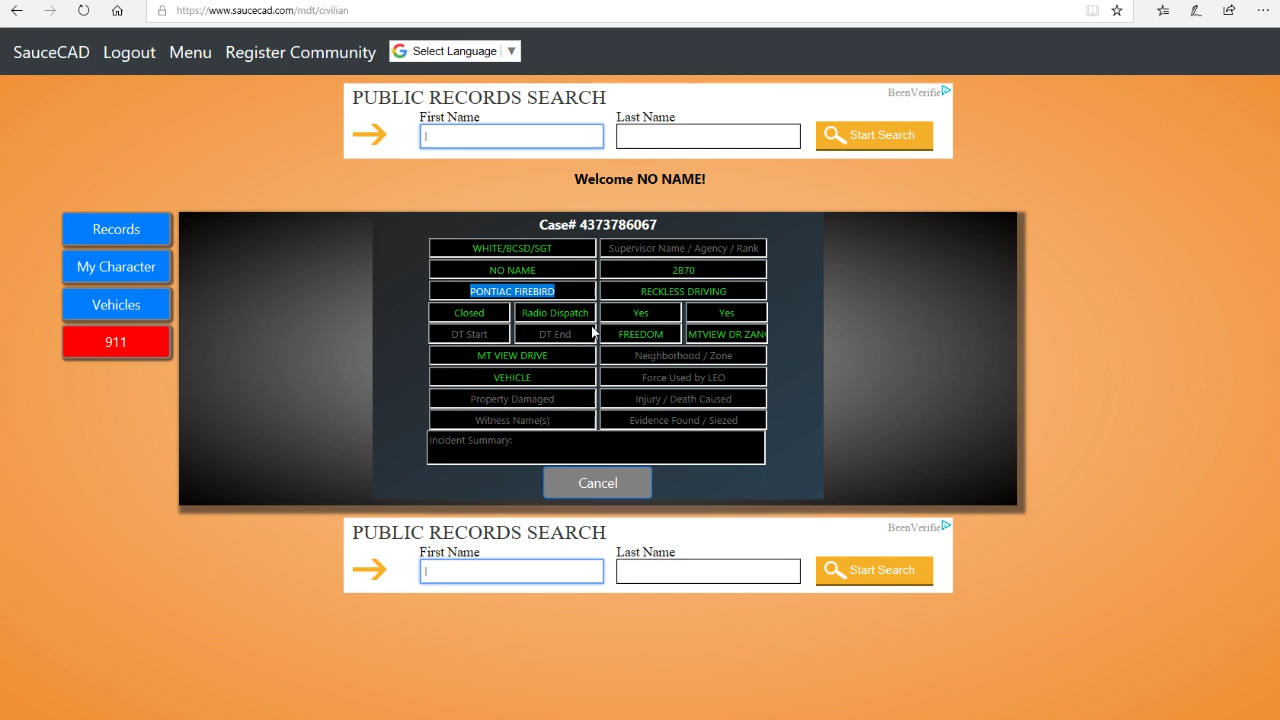 https://www.saucecad.com/mdt/civilian
SauceCAD Logout Menu Register Community Select Language ▼
PUBLIC RECORDS SEARCH
BeenVerifie
First Name Last Name
Start Search
Welcome NO NAME!
Records
My Character
Vehicles
911
Case# 4373786067
WHITE/BCSD/SGT Supervisor Name / Agency / Rank
NO NAME 2B70
PONTIAC FIREBIRD RECKLESS DRIVING
Closed Radio Dispatch Yes Yes
DT Start DT End FREEDOM MTVIEW DR ZAN
MT VIEW DRIVE Neighborhood / Zone
VEHICLE Force Used by LEO
Property Damaged Injury / Death Caused
Witness Name(s) Evidence Found / Siezed
Incident Summary:
Cancel
PUBLIC RECORDS SEARCH
BeenVerifie
First Name Last Name
Start Search